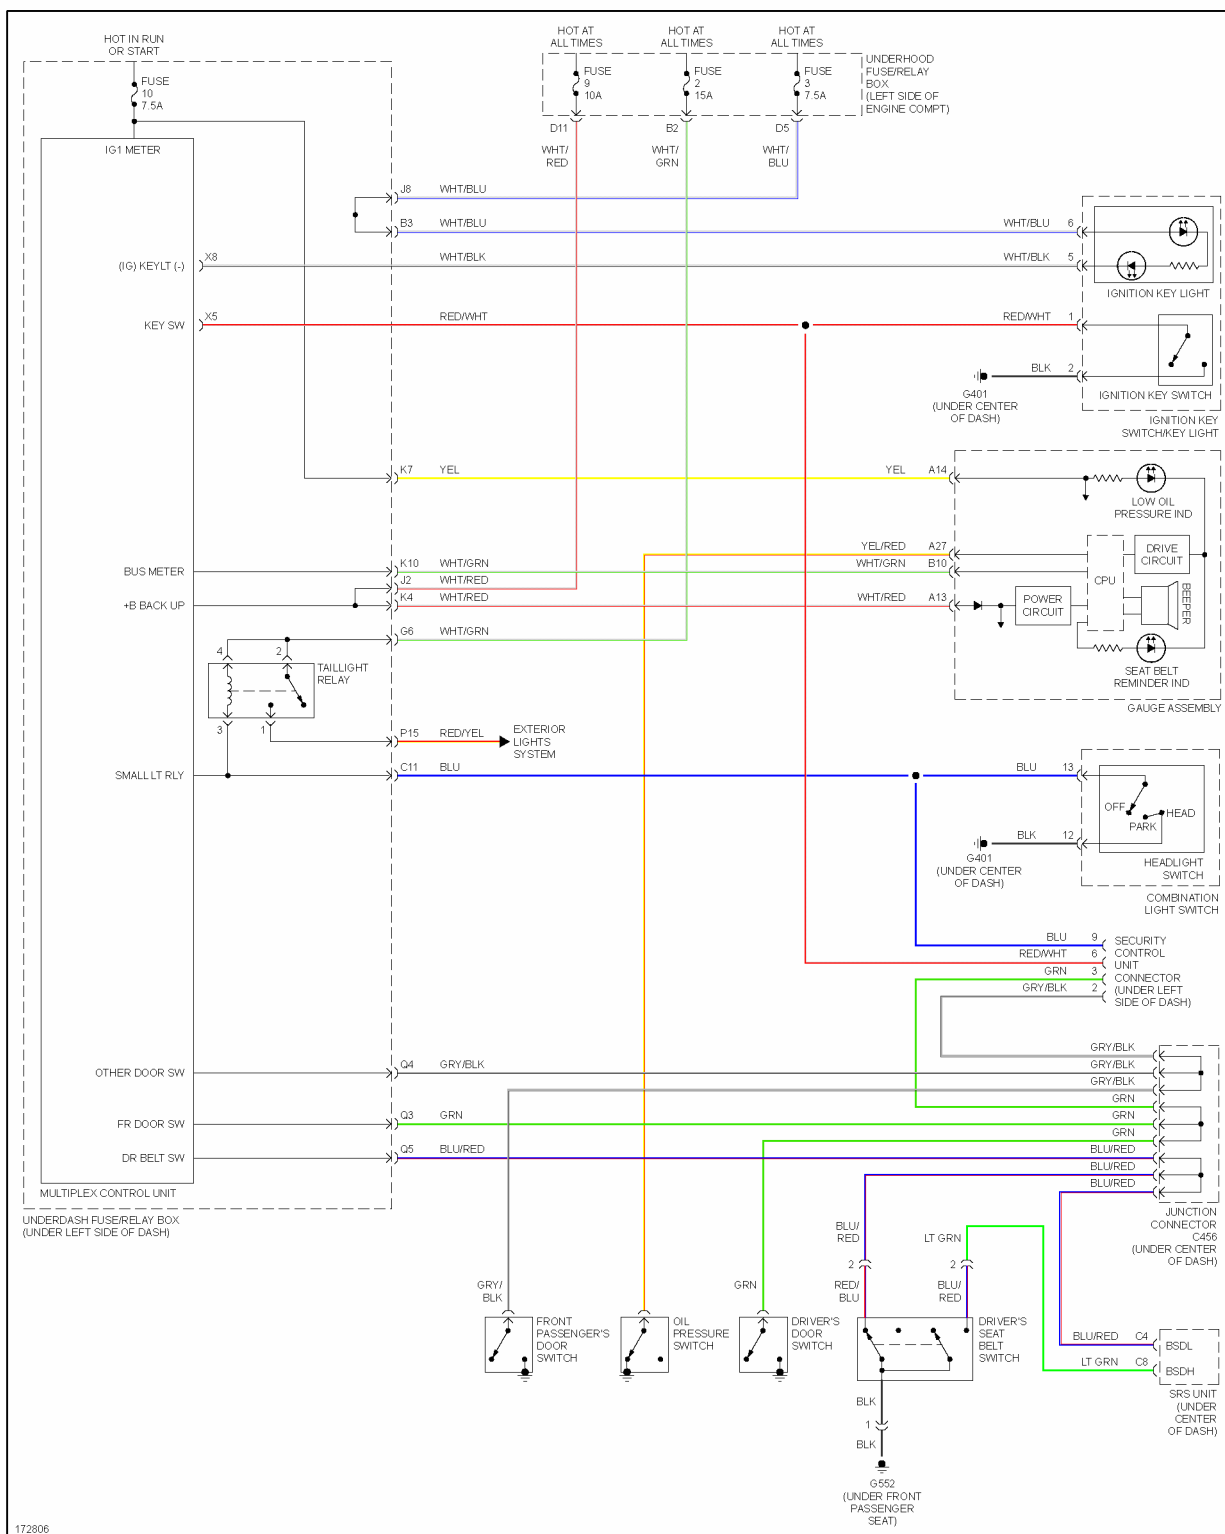 HOT IN RUN
OR START
FUSE
10
7.5A
IG1 METER
HOT AT
ALL TIMES
HOT AT
ALL TIMES
HOT AT
ALL TIMES
FUSE
9
10A
FUSE
2
15A
FUSE
3
7.5A
UNDERHOOD
FUSE/RELAY
BOX
(LEFT SIDE OF
ENGINE COMPT)
D11
B2
D5
WHT/
RED
WHT/
GRN
WHT/
BLU
J8 WHT/BLU
B3 WHT/BLU
WHT/BLU 6
(IG) KEYLT (-)
X8
WHT/BLK
WHT/BLK 5
IGNITION KEY LIGHT
KEY SW
X5
RED/WHT
RED/WHT 1
BLK 2
G401
(UNDER CENTER
OF DASH)
IGNITION KEY SWITCH
IGNITION KEY
SWITCH/KEY LIGHT
K7 YEL
YEL A14
LOW OIL
PRESSURE IND
YEL/RED A27
DRIVE
CIRCUIT
BUS METER
K10 WHT/GRN
WHT/GRN B10
CPU
J2 WHT/RED
+B BACK UP
K4 WHT/RED
WHT/RED A13
POWER
CIRCUIT
BEEPER
G6 WHT/GRN
4
2
TAILLIGHT
RELAY
SEAT BELT
REMINDER IND
GAUGE ASSEMBLY
3
1
P15 RED/YEL
EXTERIOR
LIGHTS
SYSTEM
SMALL LT RLY
C11 BLU
BLU 13
OFF
PARK
HEAD
BLK 12
G401
(UNDER CENTER
OF DASH)
HEADLIGHT
SWITCH
COMBINATION
LIGHT SWITCH
BLU 9
RED/WHT 6
GRN 3
GRY/BLK 2
SECURITY
CONTROL
UNIT
CONNECTOR
(UNDER LEFT
SIDE OF DASH)
OTHER DOOR SW
Q4 GRY/BLK
GRY/BLK
GRY/BLK
GRY/BLK
GRN
FR DOOR SW
Q3 GRN
GRN
GRN
DR BELT SW
Q5 BLU/RED
BLU/RED
BLU/RED
BLU/RED
MULTIPLEX CONTROL UNIT
UNDERDASH FUSE/RELAY BOX
(UNDER LEFT SIDE OF DASH)
JUNCTION
CONNECTOR
C456
(UNDER CENTER
OF DASH)
BLU/
RED
LT GRN
2
2
GRY/
BLK
GRN
RED/
BLU
BLU/
RED
FRONT
PASSENGER'S
DOOR
SWITCH
OIL
PRESSURE
SWITCH
DRIVER'S
DOOR
SWITCH
DRIVER'S
SEAT
BELT
SWITCH
BLU/RED C4
BSDL
LT GRN C8
BSDH
SRS UNIT
(UNDER
CENTER
OF DASH)
BLK
1
BLK
G552
(UNDER FRONT
PASSENGER
SEAT)
172806